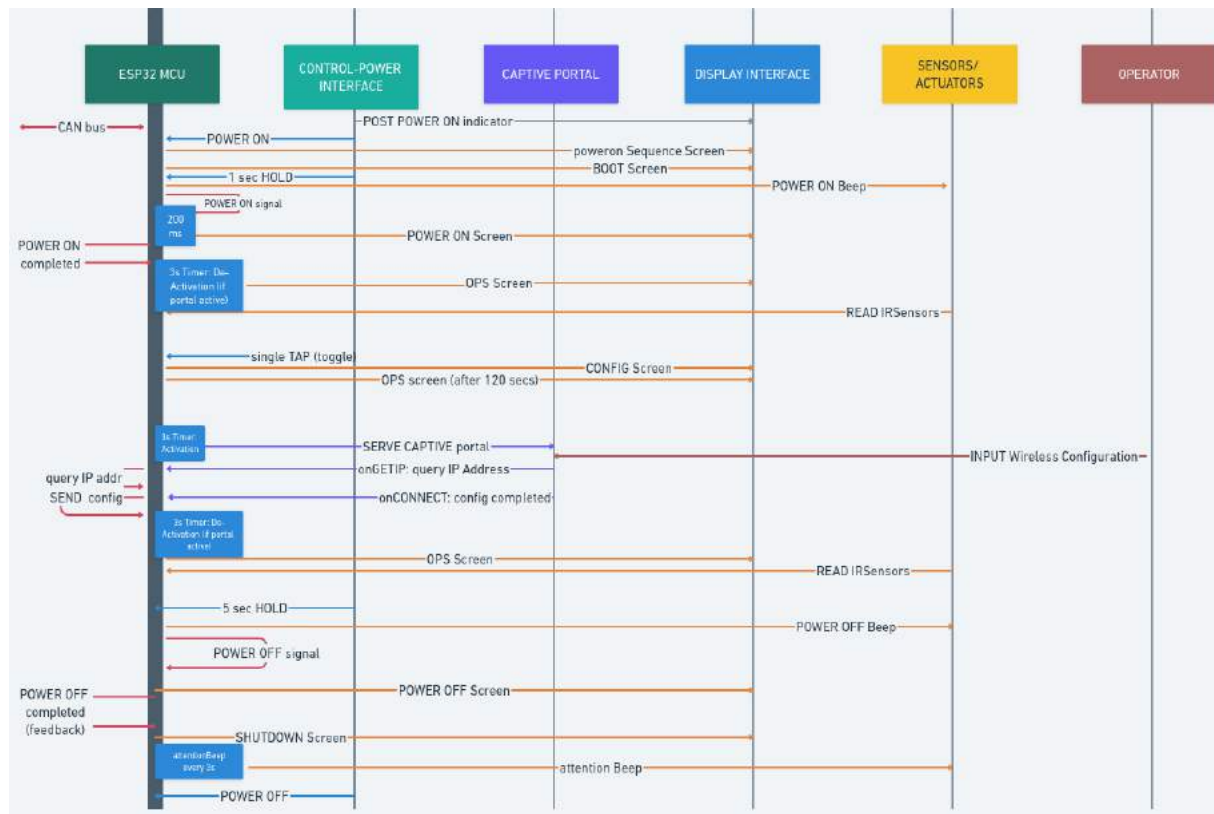 ESP32 MCU
CONTROL-POWER
INTERFACE
CAPTIVE PORTAL
DISPLAY INTERFACE
SENSORS/
ACTUATORS
OPERATOR
CAN bus
POST POWER ON indicator
POWER ON
poweron Sequence Screen
BOOT Screen
1 sec HOLD
POWER ON Beep
POWER ON signal
200
ms
POWER ON Screen
POWER ON
completed
3s Timer: De-
Activation (if
portal active)
OPS Screen
READ IRSensors
single TAP (toggle)
CONFIG Screen
OPS screen (after 120 secs)
3s Timer:
Activation
SERVE CAPTIVE portal
INPUT Wireless Configuration
onGETIP: query IP Address
query IP addr
SEND config
onCONNECT: config completed
3s Timer: De-
Activation (if portal
active)
OPS Screen
READ IRSensors
5 sec HOLD
POWER OFF Beep
POWER OFF signal
POWER OFF Screen
POWER OFF
completed
(feedback)
SHUTDOWN Screen
attentionBeep
every 3s
attention Beep
POWER OFF